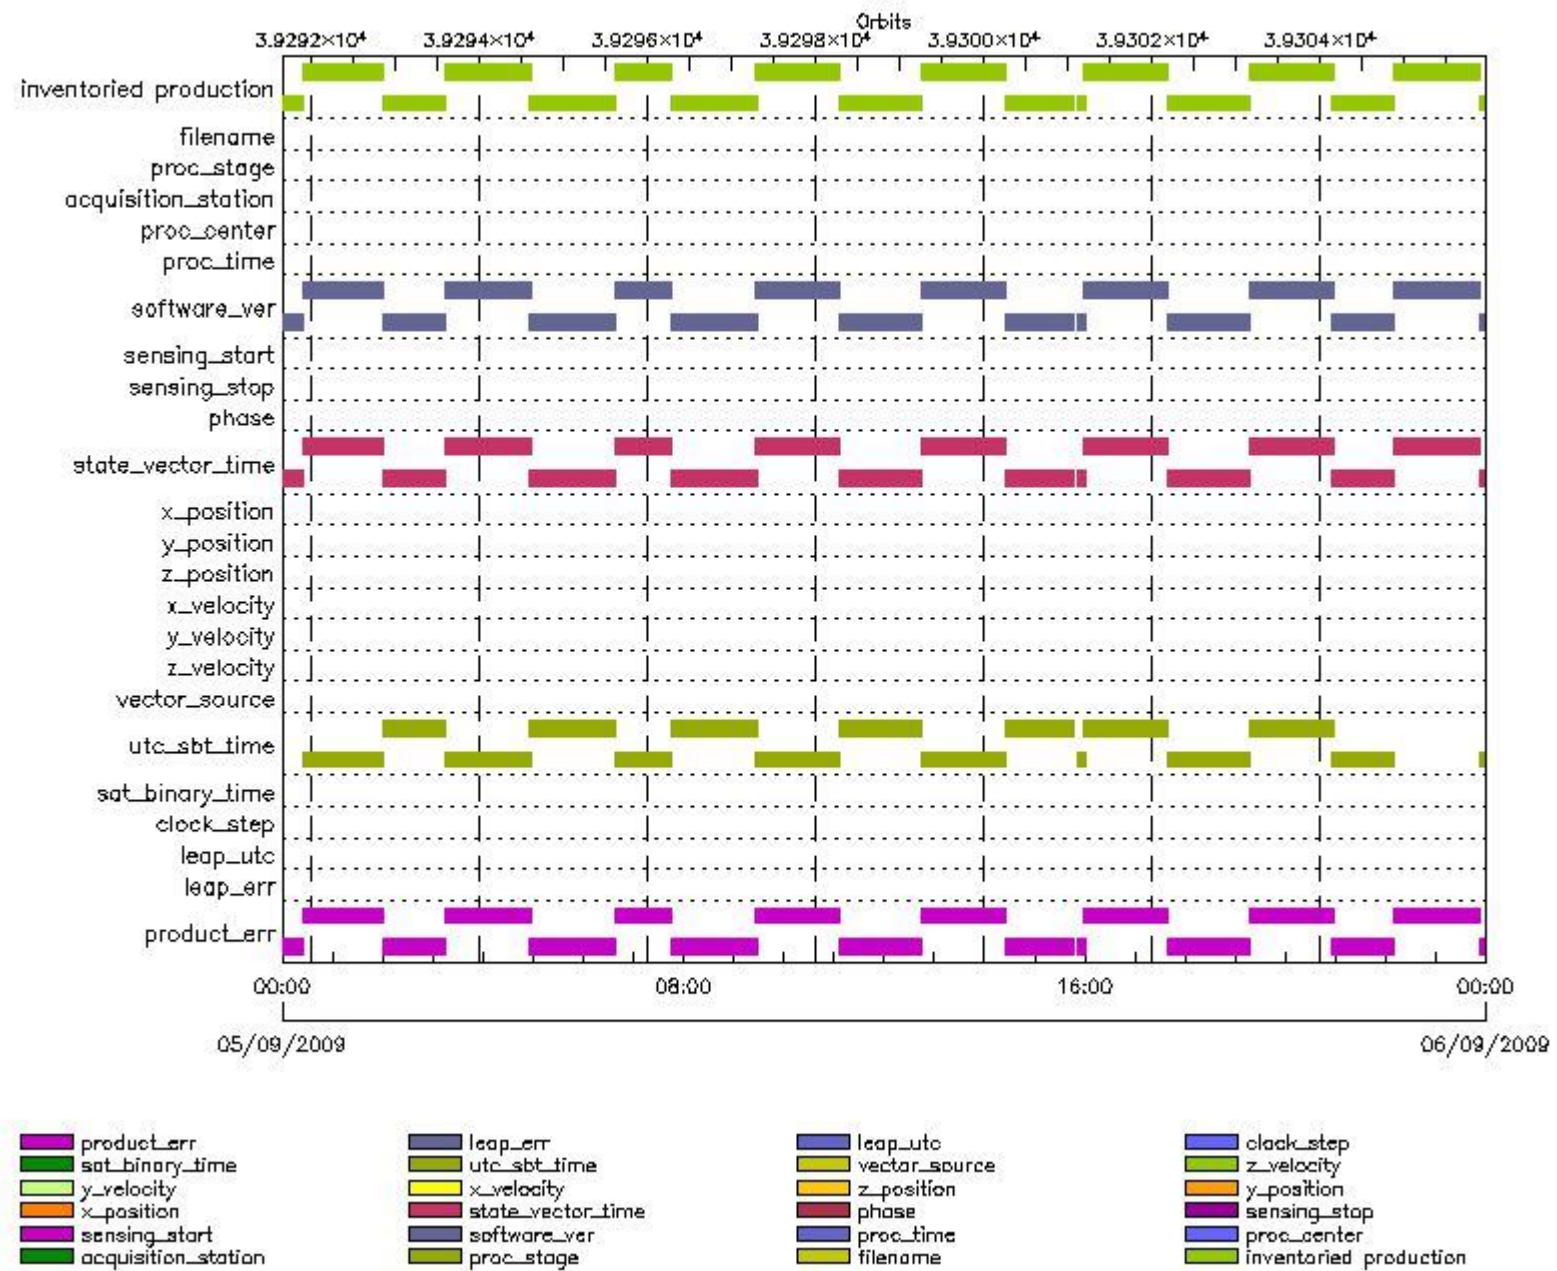 Orbits
3.9292×10⁴ 3.9294×10⁴ 3.9296×10⁴ 3.9298×10⁴ 3.9300×10⁴ 3.9302×10⁴ 3.9304×10⁴
inventoried production
filename
proc_stage
acquisition_station
proc_center
proc_time
software_ver
sensing_start
sensing_stop
phase
state_vector_time
x_position
y_position
z_position
x_velocity
y_velocity
z_velocity
vector_source
utc_sbt_time
sat_binary_time
clock_step
leap_utc
leap_err
product_err
00:00 08:00 16:00 00:00
05/09/2009 06/09/2009
product_err leap_err leap_utc clock_step
sat_binary_time utc_sbt_time vector_source z_velocity
y_velocity x_velocity z_position y_position
x_position state_vector_time phase sensing_stop
sensing_start software_ver proc_time proc_center
acquisition_station proc_stage filename inventoried production